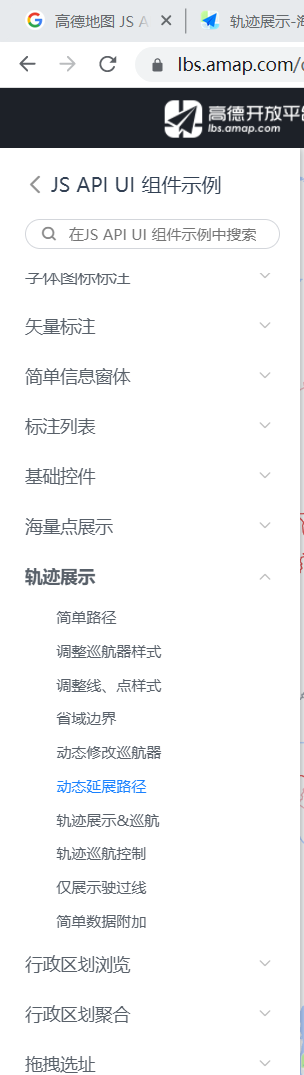 高德地图 JS A
轨迹展示-海
lbs.amap.com/
高德开放平台
lbs.amap.com
JS API UI 组件示例
在JS API UI 组件示例中搜索
字体图标标注
矢量标注
简单信息窗体
标注列表
基础控件
海量点展示
轨迹展示
简单路径
调整巡航器样式
调整线、点样式
省域边界
动态修改巡航器
动态延展路径
轨迹展示&巡航
轨迹巡航控制
仅展示驶过线
简单数据附加
行政区划浏览
行政区划聚合
拖拽选址